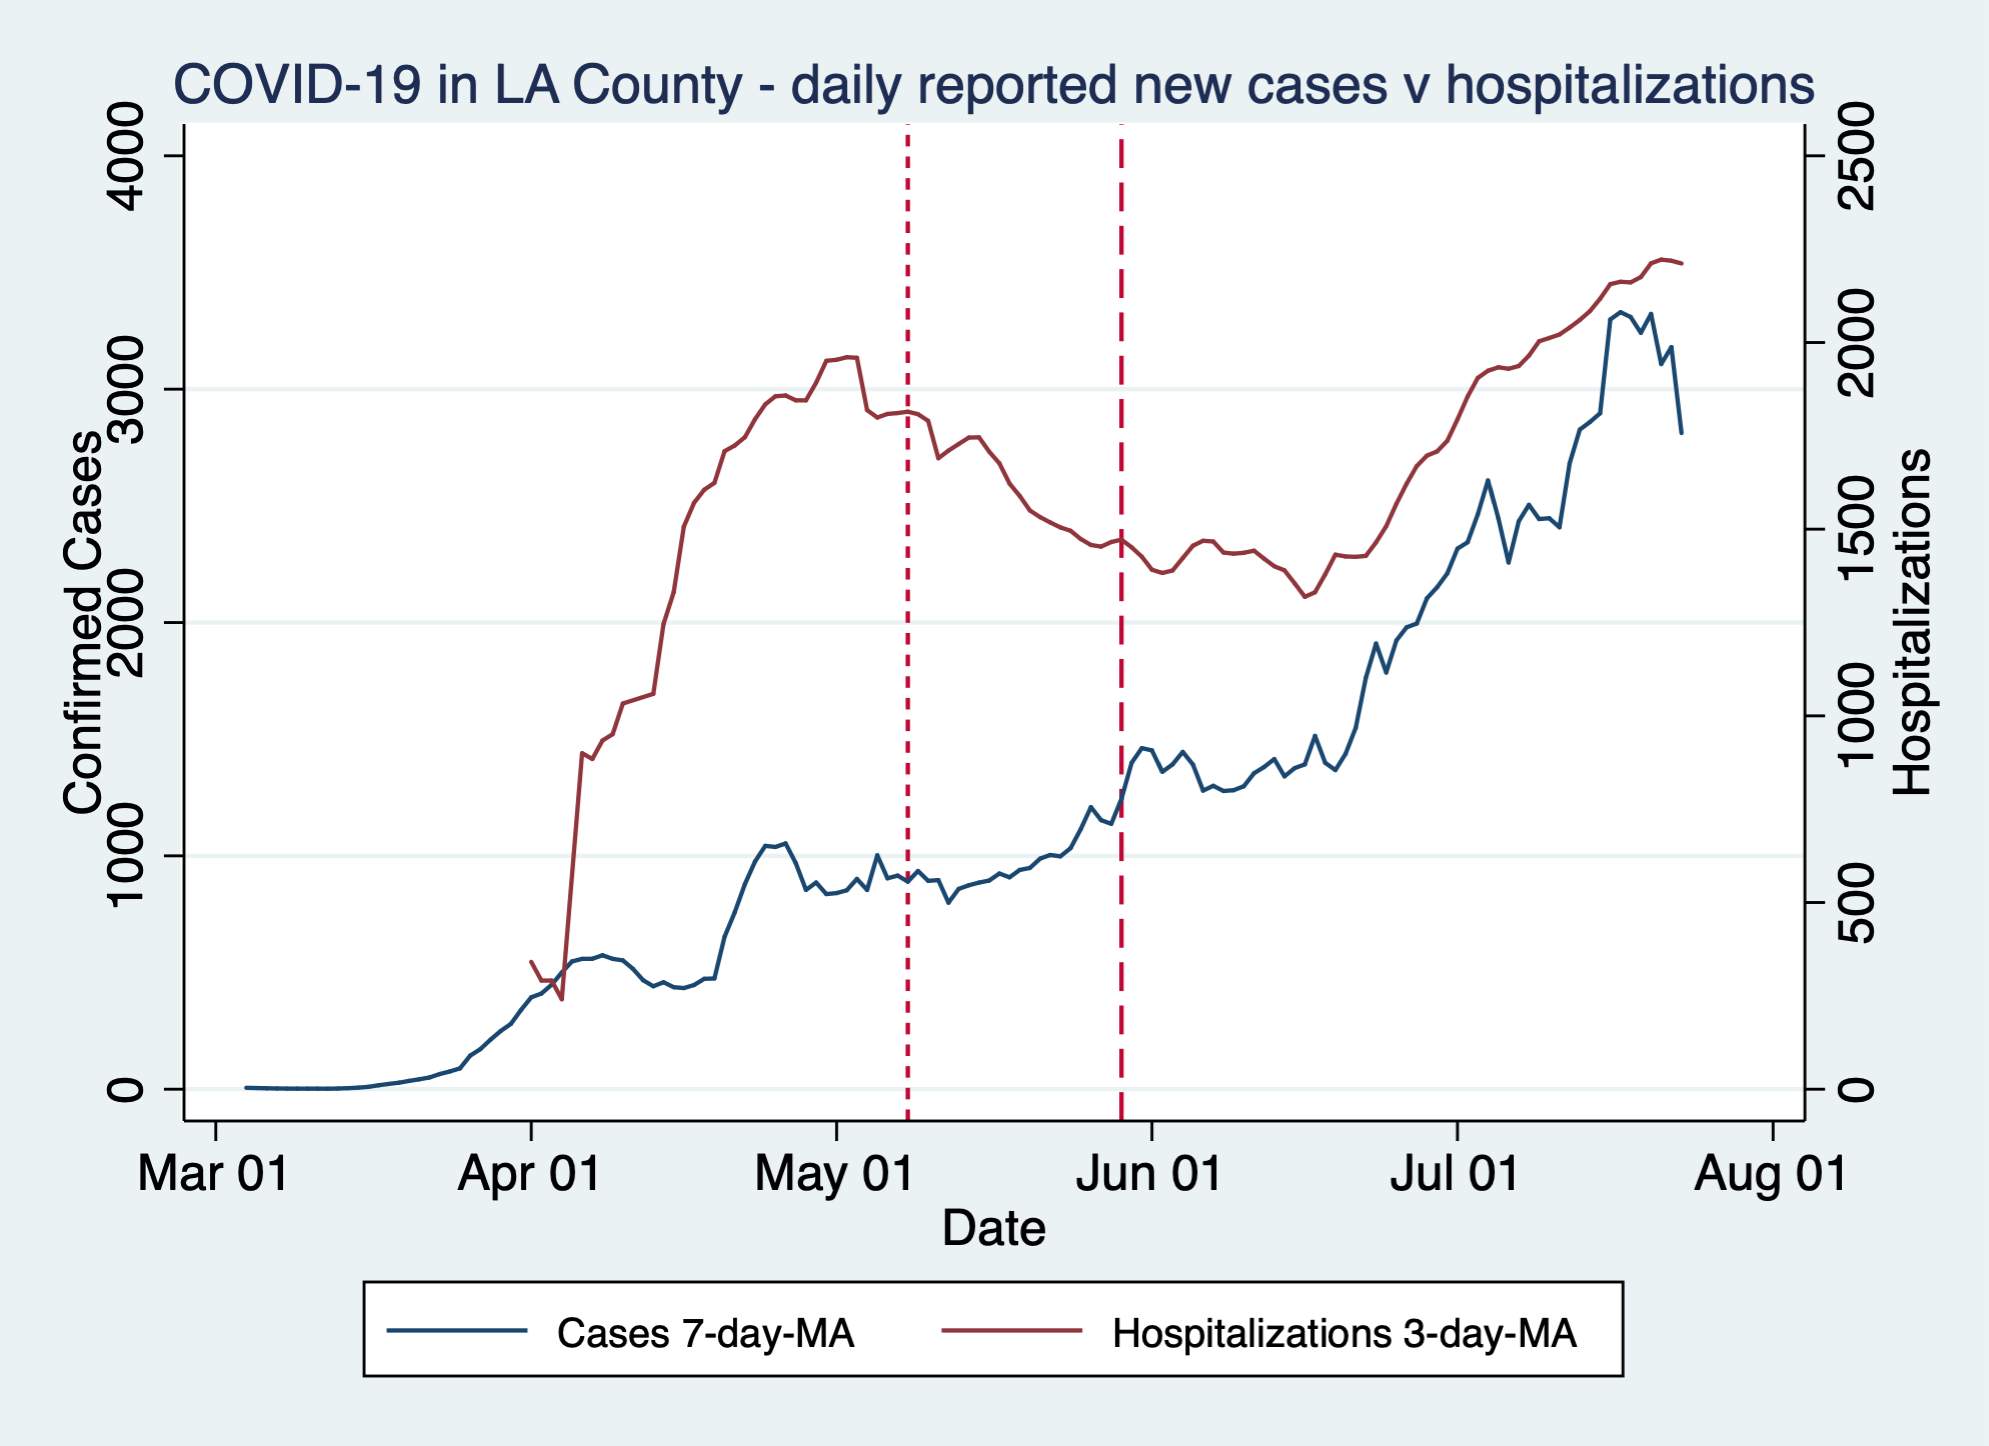 COVID-19 in LA County - daily reported new cases v hospitalizations
Confirmed Cases
4000
3000
2000
1000
0
2500
2000
1500
1000
500
0
Hospitalizations
Mar 01 Apr 01 May 01 Jun 01 Jul 01 Aug 01
Date
Cases 7-day-MA Hospitalizations 3-day-MA